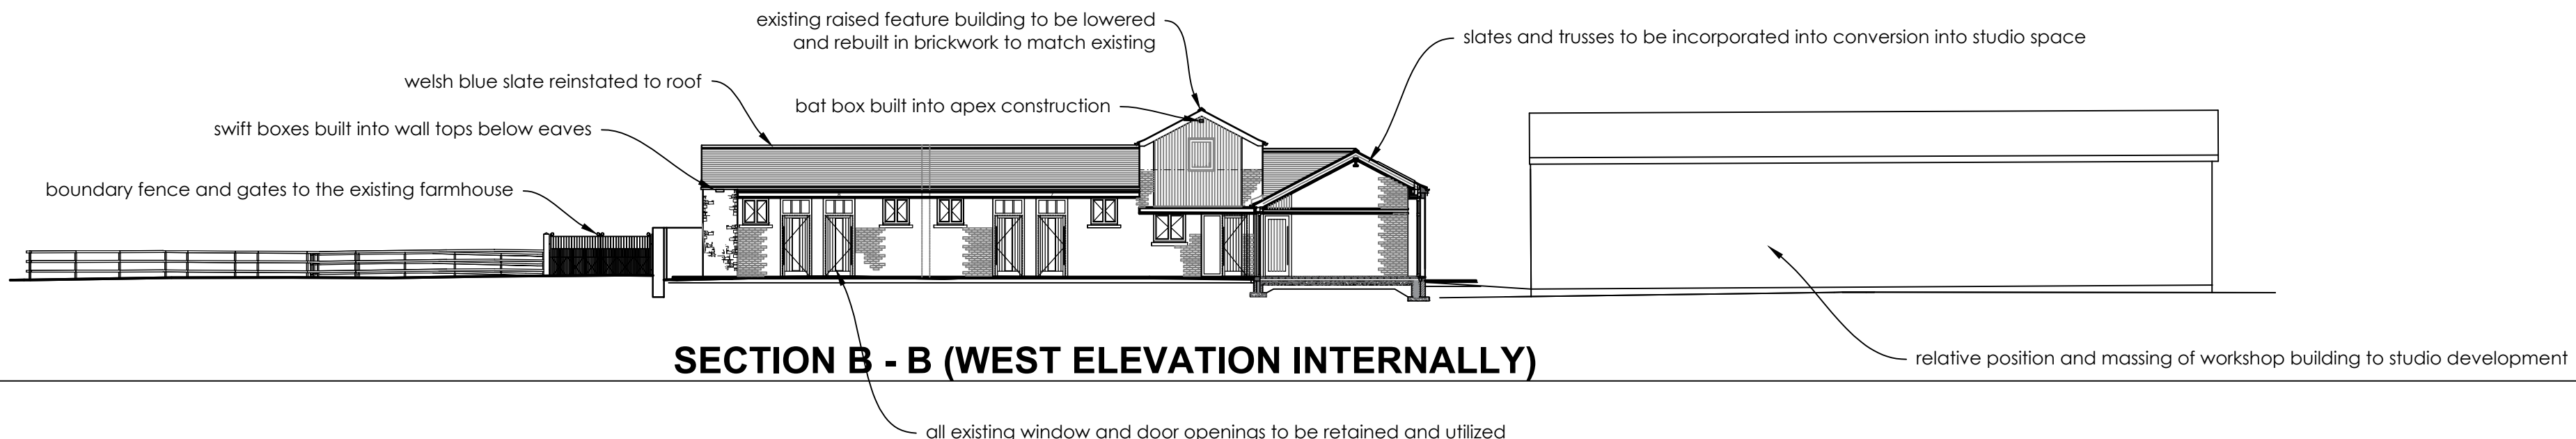 existing raised feature building to be lowered
and rebuilt in brickwork to match existing
slates and trusses to be incorporated into conversion into studio space
welsh blue slate reinstated to roof
bat box built into apex construction
swift boxes built into wall tops below eaves
boundary fence and gates to the existing farmhouse
SECTION B - B (WEST ELEVATION INTERNALLY)
relative position and massing of workshop building to studio development
all existing window and door openings to be retained and utilized